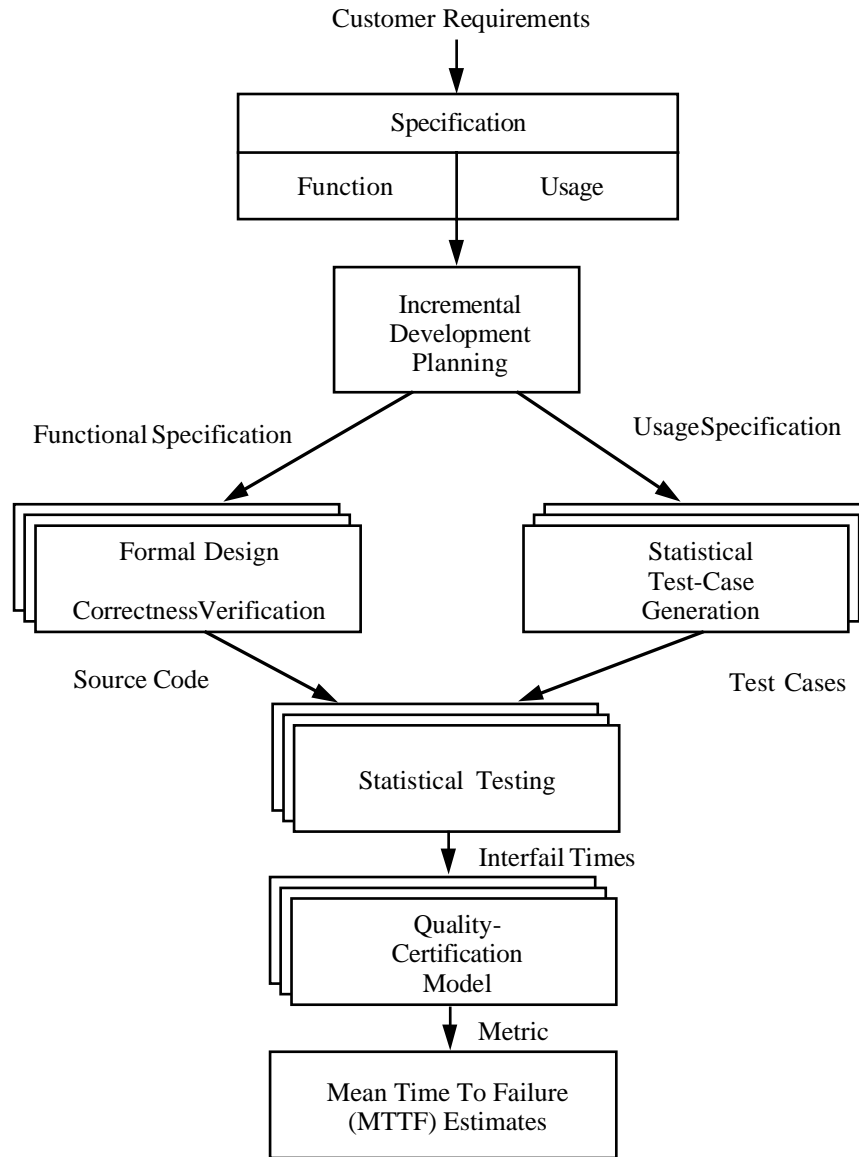 Customer Requirements
Specification
Function
Usage
Incremental
Development
Planning
Functional Specification
UsageSpecification
Formal Design
CorrectnessVerification
Statistical
Test-Case
Generation
Source Code
Test Cases
Statistical Testing
Interfail Times
Quality-
Certification
Model
Metric
Mean Time To Failure
(MTTF) Estimates